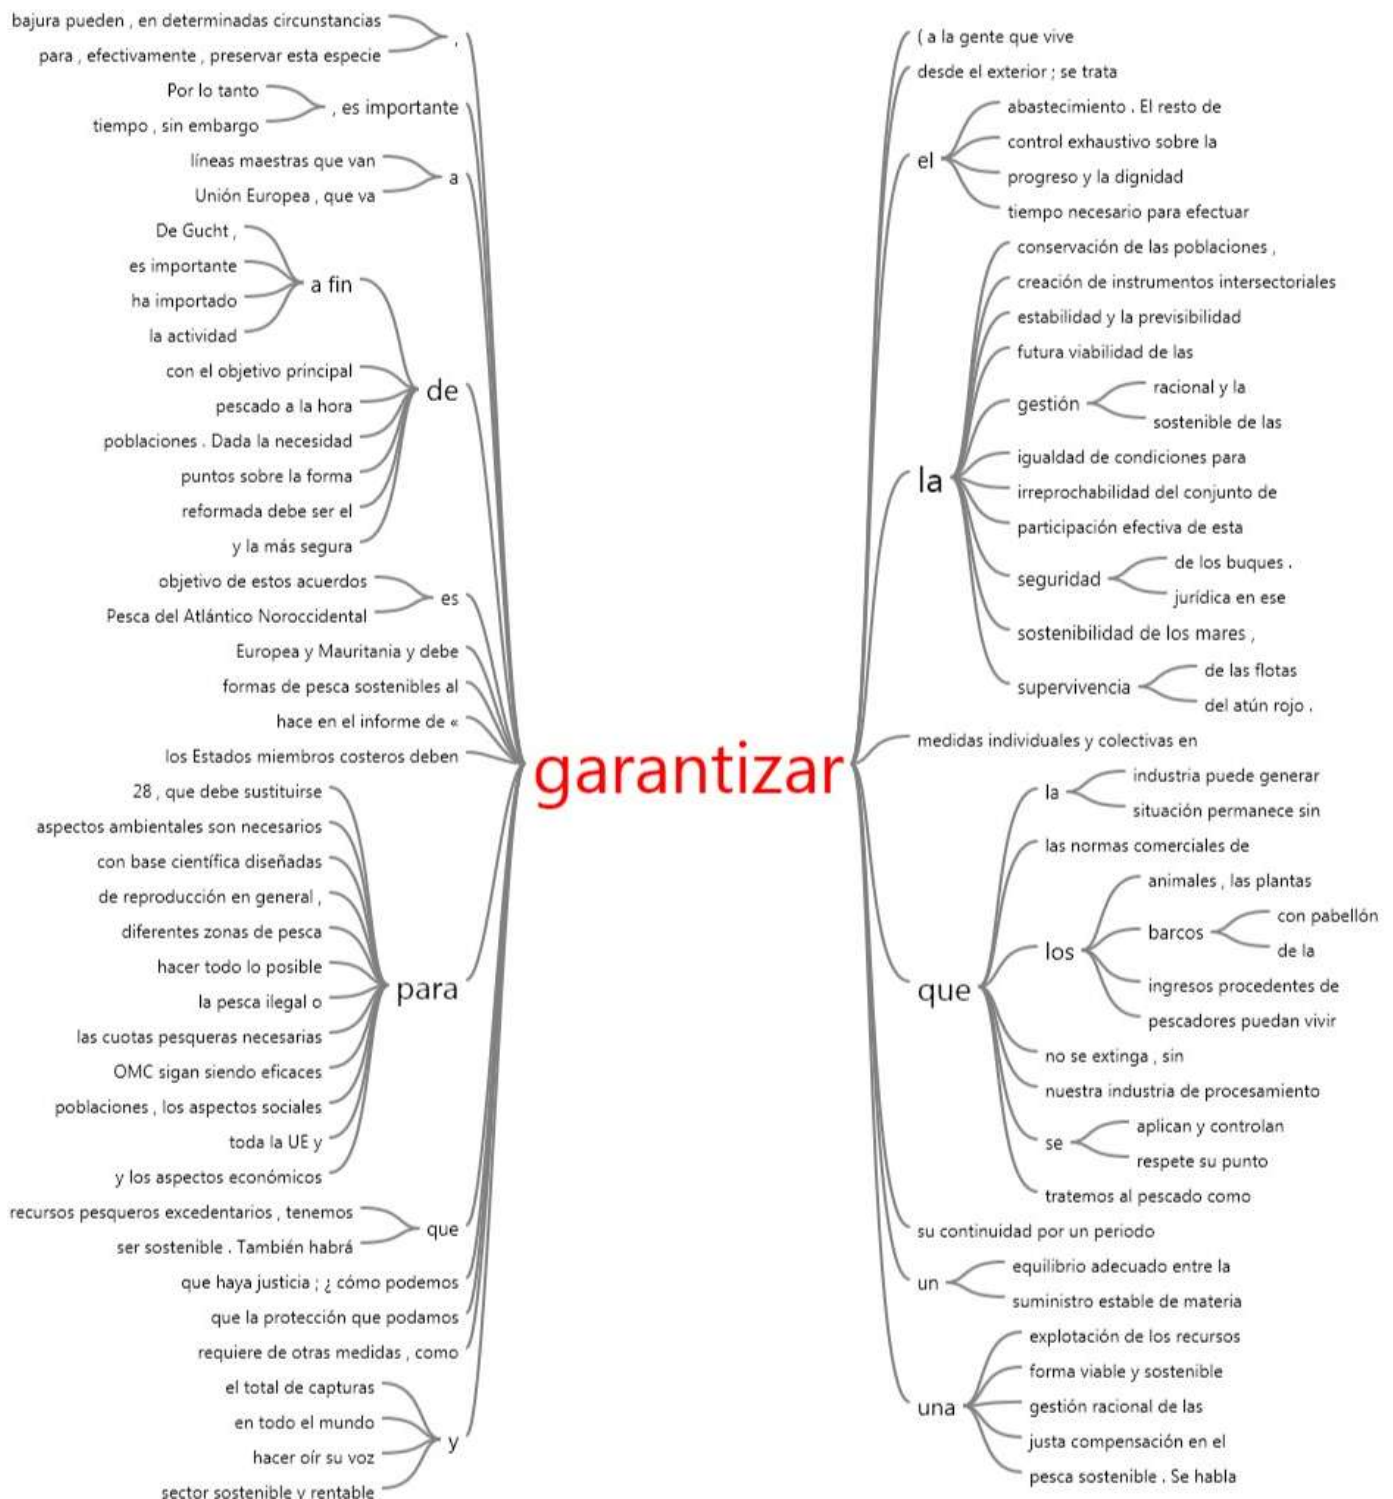 bajura pueden , en determinadas circunstancias
para , efectivamente , preservar esta especie
,
Por lo tanto
tiempo , sin embargo
, es importante
líneas maestras que van
Unión Europea , que va
a
De Gucht ,
es importante
ha importado
la actividad
a fin
con el objetivo principal
pescado a la hora
poblaciones . Dada la necesidad
puntos sobre la forma
reformada debe ser el
y la más segura
de
objetivo de estos acuerdos
Pesca del Atlántico Noroccidental
es
Europea y Mauritania y debe
formas de pesca sostenibles al
hace en el informe de «
los Estados miembros costeros deben
28 , que debe sustituirse
aspectos ambientales son necesarios
con base científica diseñadas
de reproducción en general ,
diferentes zonas de pesca
hacer todo lo posible
la pesca ilegal o
las cuotas pesqueras necesarias
OMC sigan siendo eficaces
poblaciones , los aspectos sociales
toda la UE y
y los aspectos económicos
para
recursos pesqueros excedentarios , tenemos
ser sostenible . También habrá
que
que haya justicia ; ¿ cómo podemos
que la protección que podamos
requiere de otras medidas , como
el total de capturas
en todo el mundo
hacer oír su voz
sector sostenible y rentable
y
garantizar
( a la gente que vive
desde el exterior ; se trata
el
abastecimiento . El resto de
control exhaustivo sobre la
progreso y la dignidad
tiempo necesario para efectuar
la
conservación de las poblaciones ,
creación de instrumentos intersectoriales
estabilidad y la previsibilidad
futura viabilidad de las
gestión
racional y la
sostenible de las
igualdad de condiciones para
irreprochabilidad del conjunto de
participación efectiva de esta
seguridad
de los buques .
jurídica en ese
sostenibilidad de los mares ,
supervivencia
de las flotas
del atún rojo .
medidas individuales y colectivas en
que
la
industria puede generar
situación permanece sin
las normas comerciales de
los
animales , las plantas
barcos
con pabellón
de la
ingresos procedentes de
pescadores puedan vivir
no se extinga , sin
nuestra industria de procesamiento
se
aplican y controlan
respete su punto
tratemos al pescado como
su continuidad por un periodo
un
equilibrio adecuado entre la
suministro estable de materia
una
explotación de los recursos
forma viable y sostenible
gestión racional de las
justa compensación en el
pesca sostenible . Se habla